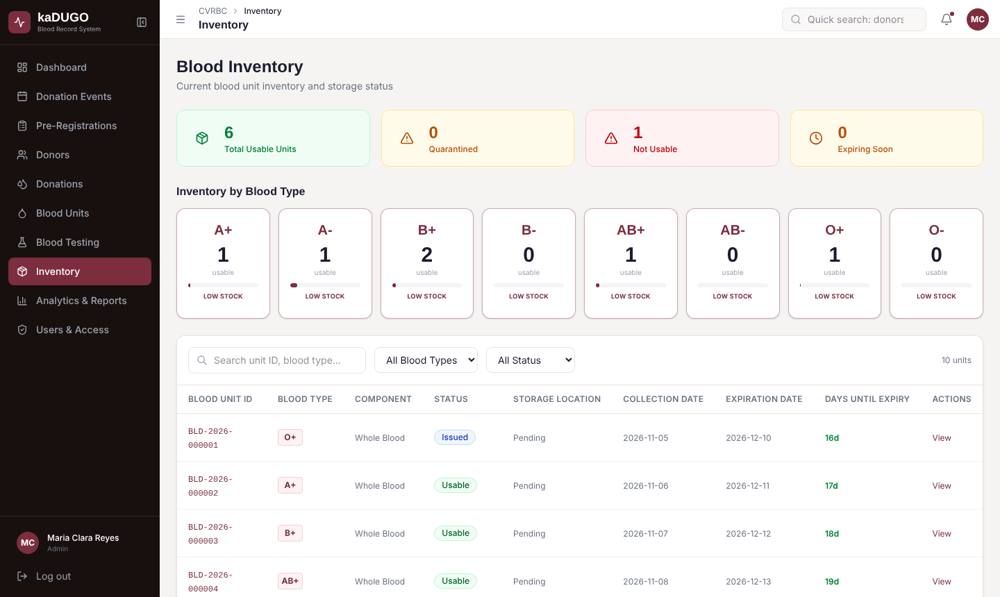 kaDUGO
Blood Record System
Dashboard
Donation Events
Pre-Registrations
Donors
Donations
Blood Units
Blood Testing
Inventory
Analytics & Reports
Users & Access
MC
Maria Clara Reyes
Admin
Log out
CVRBC > Inventory
Inventory
Quick search: donors
MC
Blood Inventory
Current blood unit inventory and storage status
6
Total Usable Units
0
Quarantined
1
Not Usable
0
Expiring Soon
Inventory by Blood Type
A+
1
usable
LOW STOCK
A-
1
usable
LOW STOCK
B+
2
usable
LOW STOCK
B-
0
usable
LOW STOCK
AB+
1
usable
LOW STOCK
AB-
0
usable
LOW STOCK
O+
1
usable
LOW STOCK
O-
0
usable
LOW STOCK
Search unit ID, blood type...
All Blood Types
All Status
10 units
BLOOD UNIT ID BLOOD TYPE COMPONENT STATUS STORAGE LOCATION COLLECTION DATE EXPIRATION DATE DAYS UNTIL EXPIRY ACTIONS
BLD-2026-
000001 O+ Whole Blood Issued Pending 2026-11-05 2026-12-10 16d View
BLD-2026-
000002 A+ Whole Blood Usable Pending 2026-11-06 2026-12-11 17d View
BLD-2026-
000003 B+ Whole Blood Usable Pending 2026-11-07 2026-12-12 18d View
BLD-2026-
000004 AB+ Whole Blood Usable Pending 2026-11-08 2026-12-13 19d View